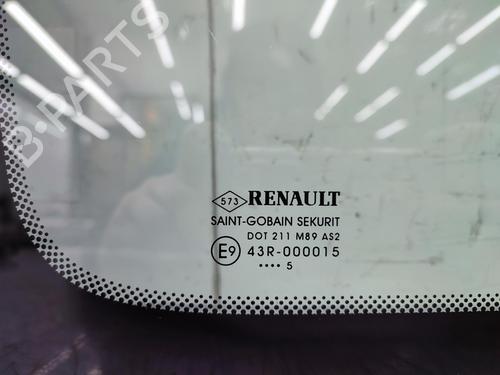 B-PARTS
573 RENAULT
SAINT-GOBAIN SEKURIT
DOT 211 M89 AS2
E9 43R-000015
•••• 5